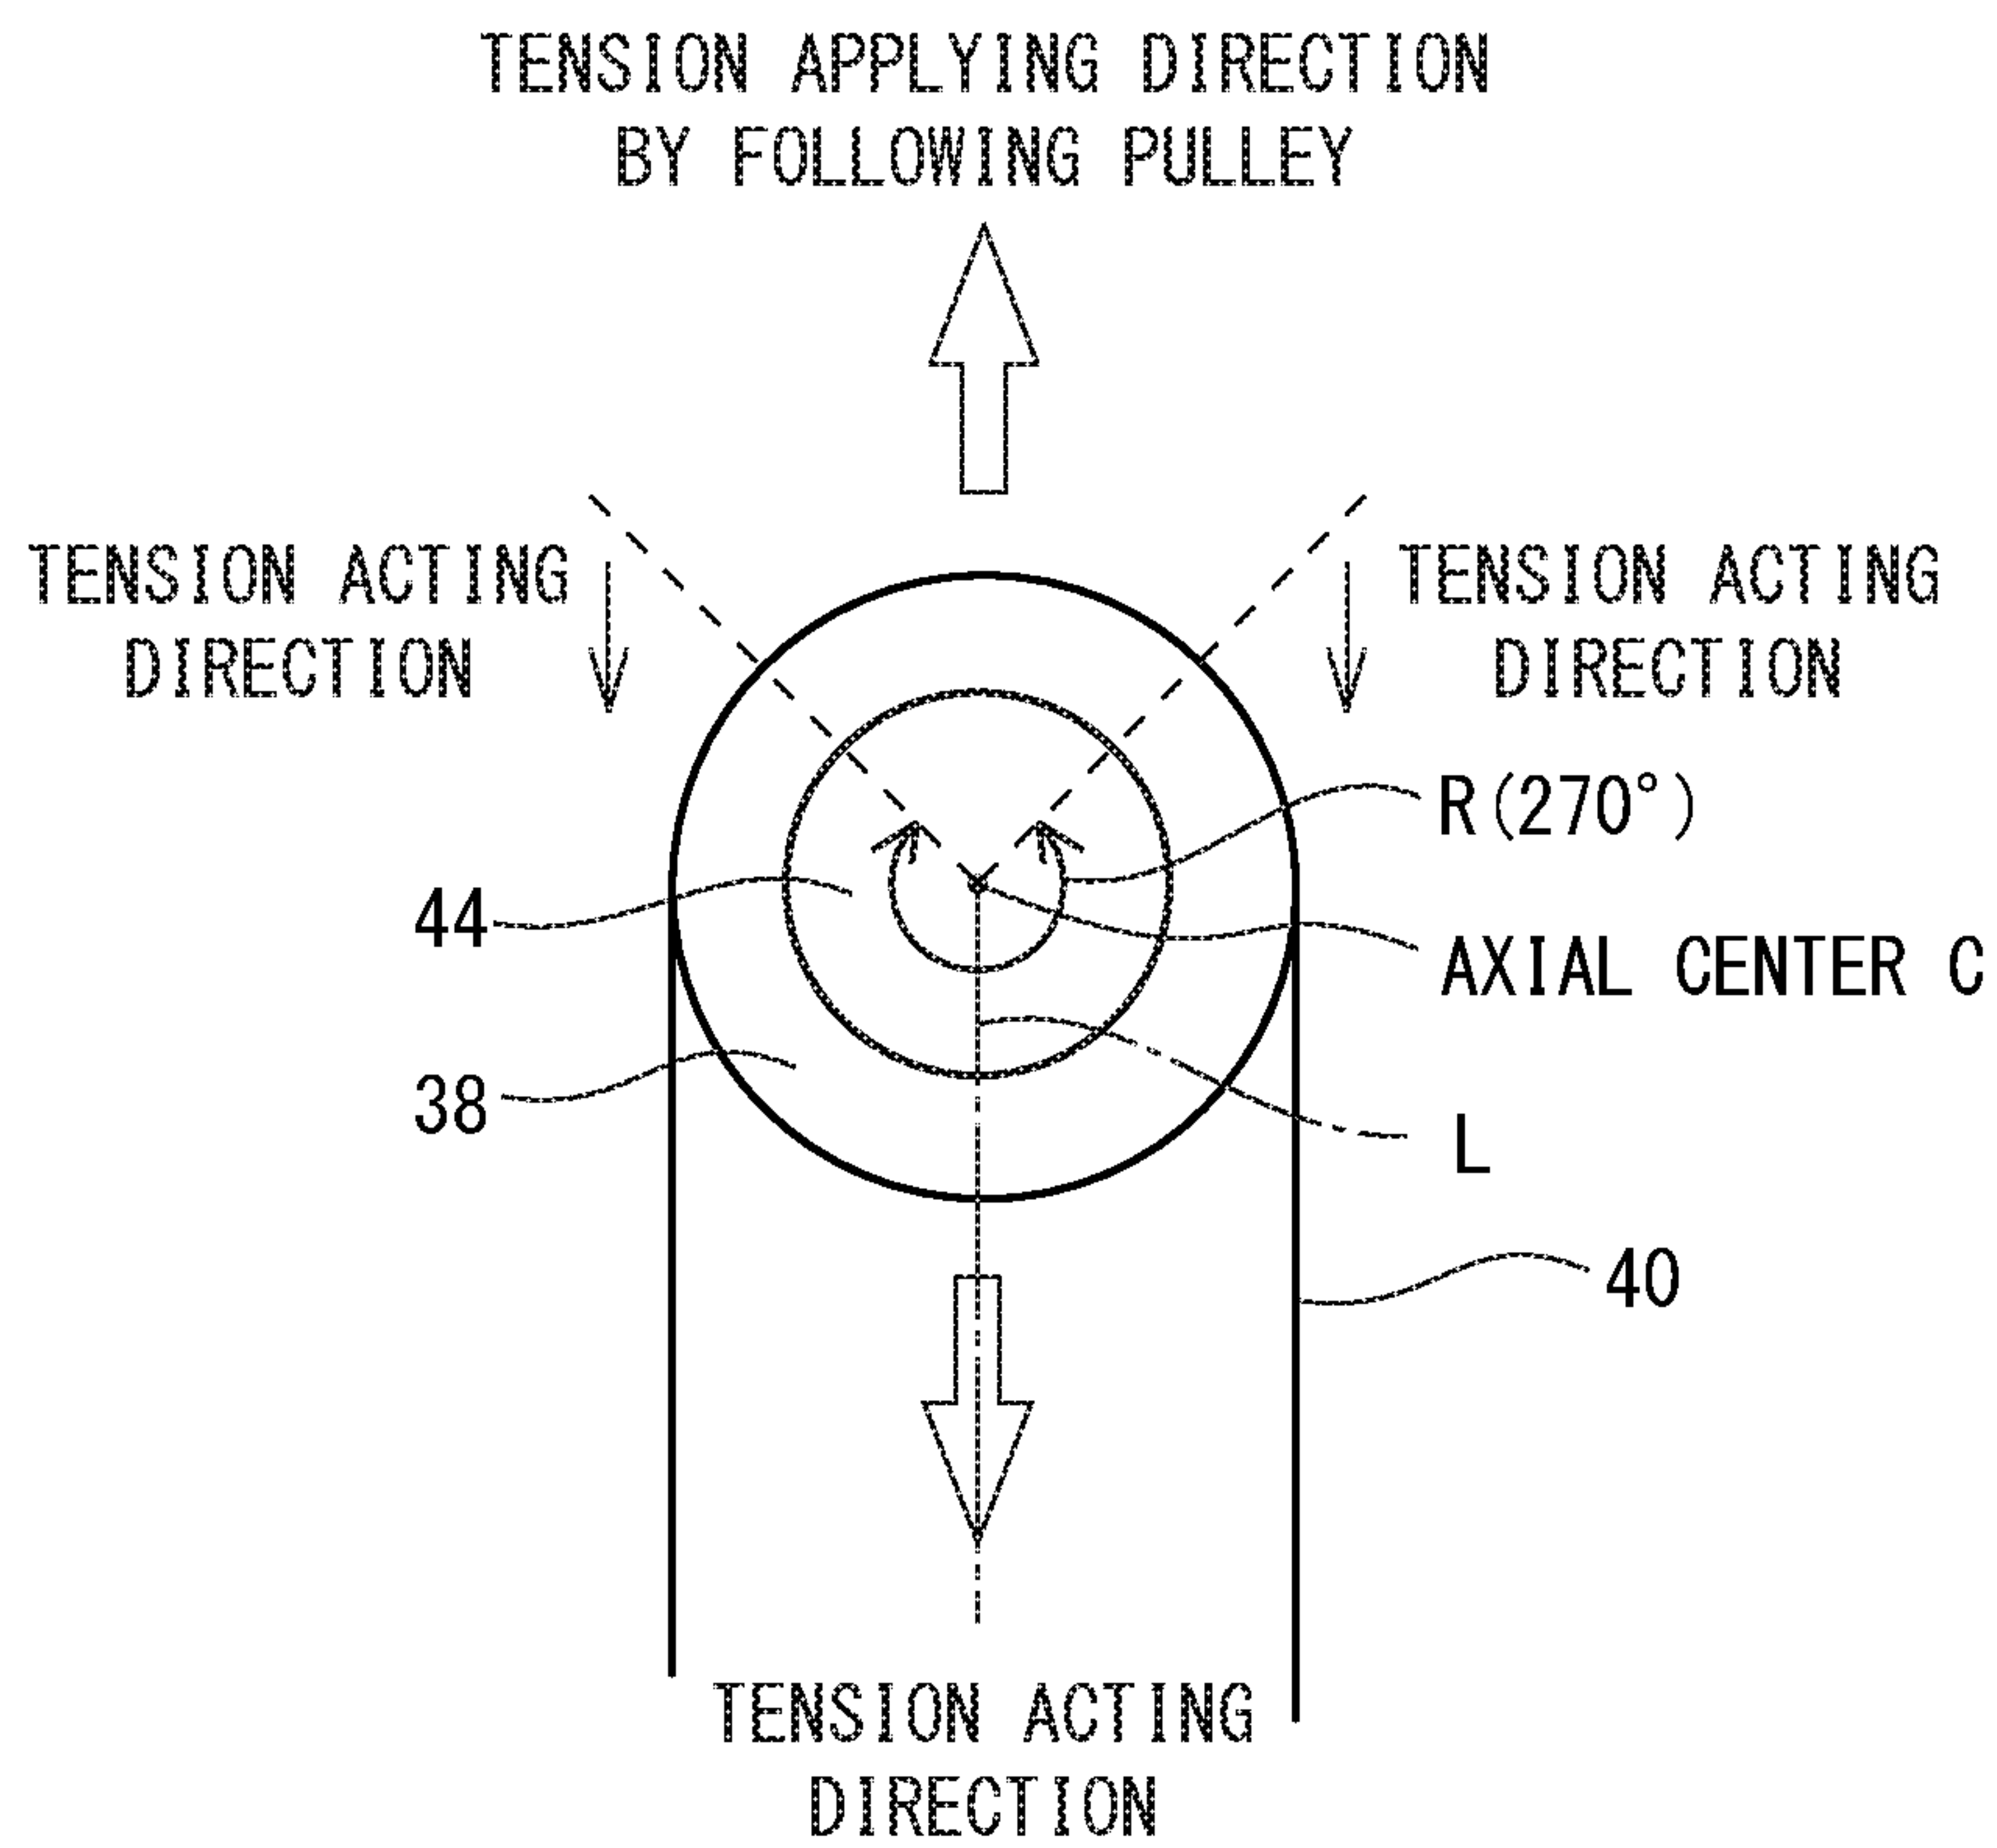 TENSION APPLYING DIRECTION
BY FOLLOWING PULLEY
TENSION ACTING
DIRECTION
TENSION ACTING
DIRECTION
R(270°)
44
AXIAL CENTER C
38
L
40
TENSION ACTING
DIRECTION